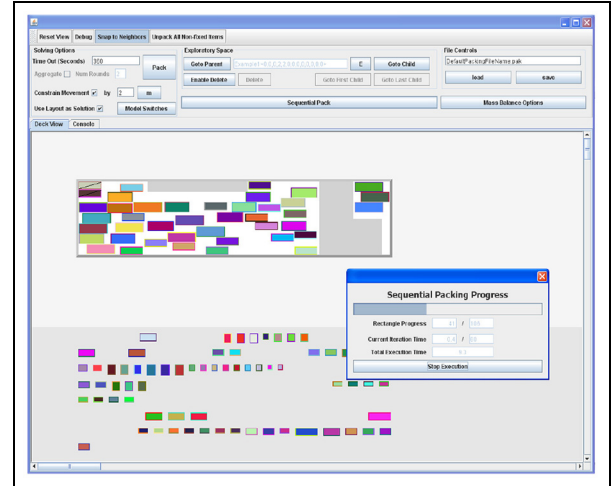 Reset View Debug Snap to Neighbors Unpack All Non-fixed Items
Solving Options
Exploratory Space
File Controls
Time Out (Seconds) 300
Pack
Goto Parent
E
Goto Child
DefaultPackingFileName.pak
Aggregate Num Rounds
Enable Delete
Delete
Goto First Child
Goto Last Child
load
save
Constrain Movement by 2 m
Use Layout as Solution
Model Switches
Sequential Pack
Mass Balance Options
Deck View Console
Sequential Packing Progress
Rectangle Progress
/
Current Iteration Time
/
Total Execution Time
Stop Execution